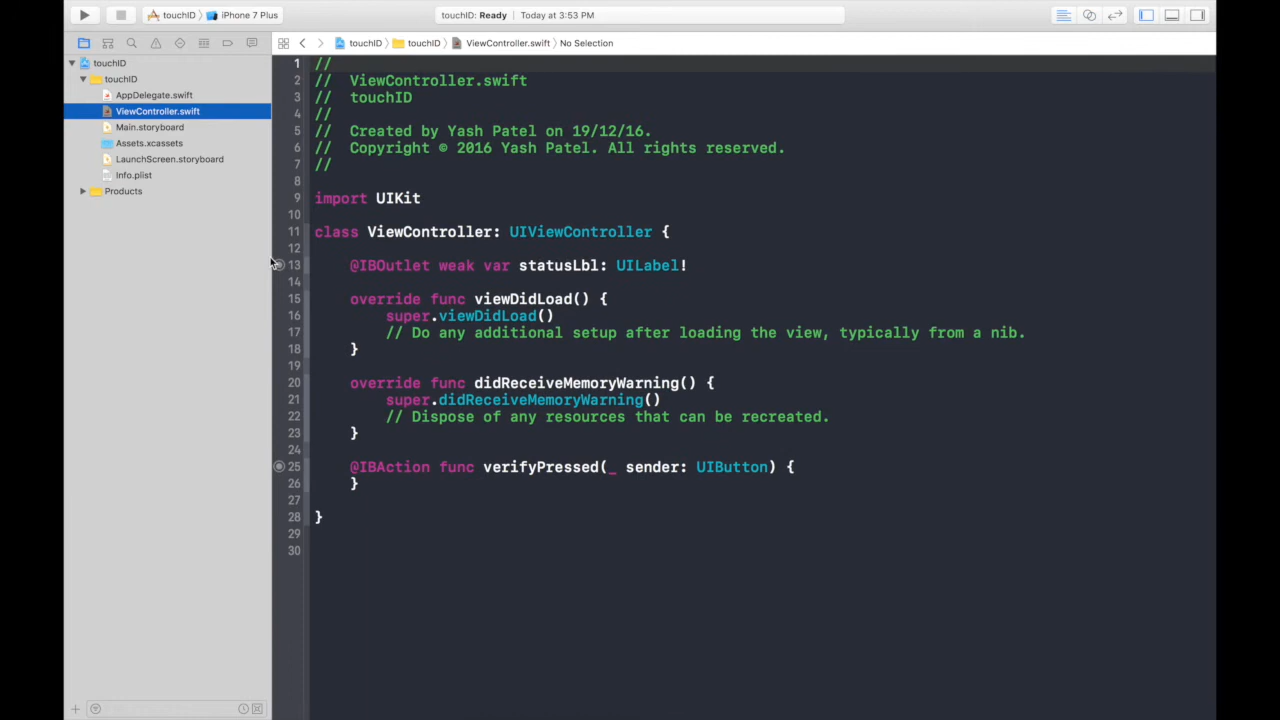 touchID 〉 iPhone 7 Plus
touchID: Ready | Today at 3:53 PM
touchID 〉 touchID 〉 ViewController.swift 〉 No Selection
touchID
touchID
AppDelegate.swift
ViewController.swift
Main.storyboard
Assets.xcassets
LaunchScreen.storyboard
Info.plist
Products
1 //
2 //  ViewController.swift
3 //  touchID
4 //
5 //  Created by Yash Patel on 19/12/16.
6 //  Copyright © 2016 Yash Patel. All rights reserved.
7 //
8
9 import UIKit
10
11 class ViewController: UIViewController {
12
13     @IBOutlet weak var statusLbl: UILabel!
14
15     override func viewDidLoad() {
16         super.viewDidLoad()
17         // Do any additional setup after loading the view, typically from a nib.
18     }
19
20     override func didReceiveMemoryWarning() {
21         super.didReceiveMemoryWarning()
22         // Dispose of any resources that can be recreated.
23     }
24
25     @IBAction func verifyPressed(_ sender: UIButton) {
26     }
27
28 }
29
30